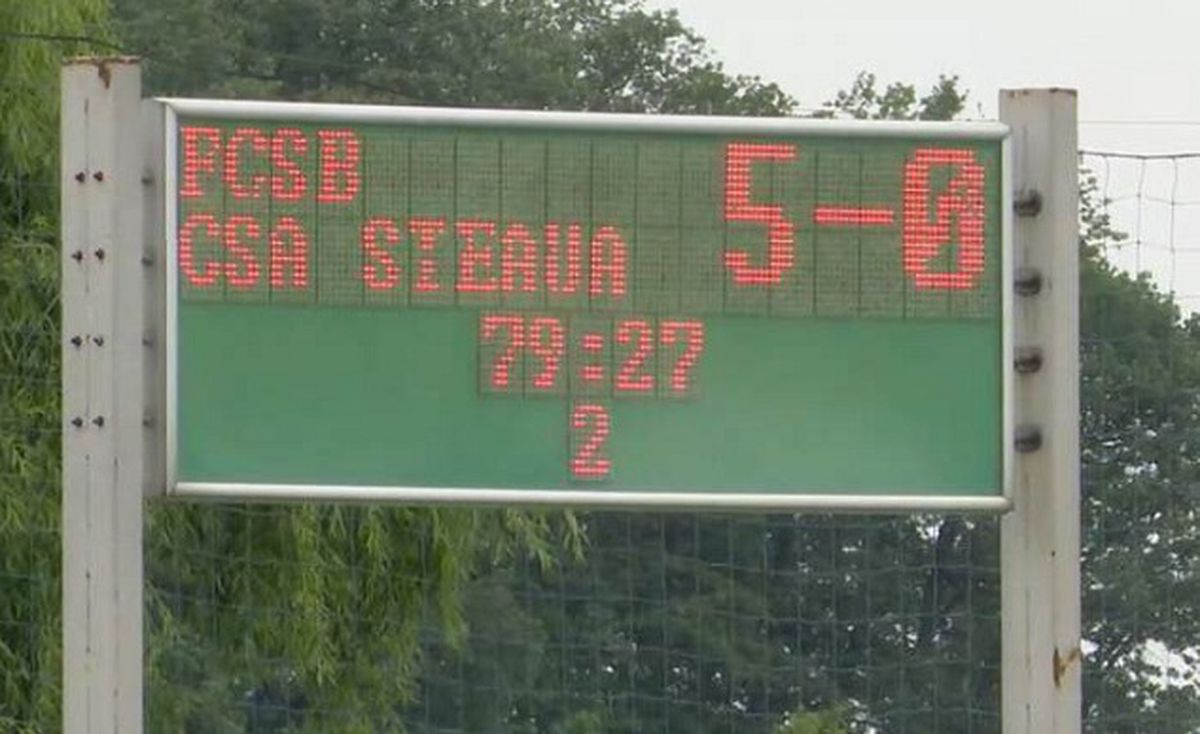 FCSB 5-0
CSA STEAUA
79:27
2